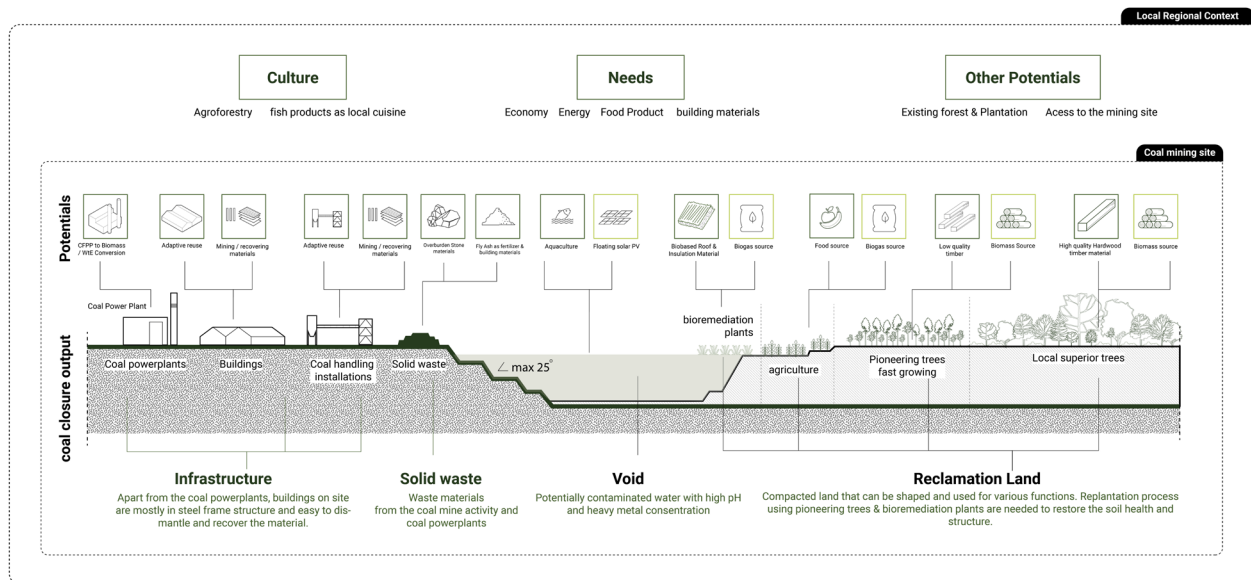 Local Regional Context
Culture
Needs
Other Potentials
Agroforestry
fish products as local cuisine
Economy
Energy
Food Product
building materials
Existing forest & Plantation
Acess to the mining site
Coal mining site
Potentials
CFPP to Biomass
/ WtE Conversion
Adaptive reuse
Mining / recovering
materials
Adaptive reuse
Mining / recovering
materials
Overburden Stone
materials
Fly Ash as fertilizer &
building materials
Aquaculture
Floating solar PV
Biobased Roof &
Insulation Material
Biogas source
Food source
Biogas source
Low quality
timber
Biomass Source
High quality Hardwood
timber material
Biomass source
coal closure output
Coal Power Plant
bioremediation
plants
Coal powerplants
Buildings
Coal handling
installations
Solid waste
∠ max 25°
agriculture
Pioneering trees
fast growing
Local superior trees
Infrastructure
Apart from the coal powerplants, buildings on site
are mostly in steel frame structure and easy to dis-
mantle and recover the material.
Solid waste
Waste materials
from the coal mine activity and
coal powerplants
Void
Potentially contaminated water with high pH
and heavy metal consentration
Reclamation Land
Compacted land that can be shaped and used for various functions. Replantation process
using pioneering trees & bioremediation plants are needed to restore the soil health and
structure.